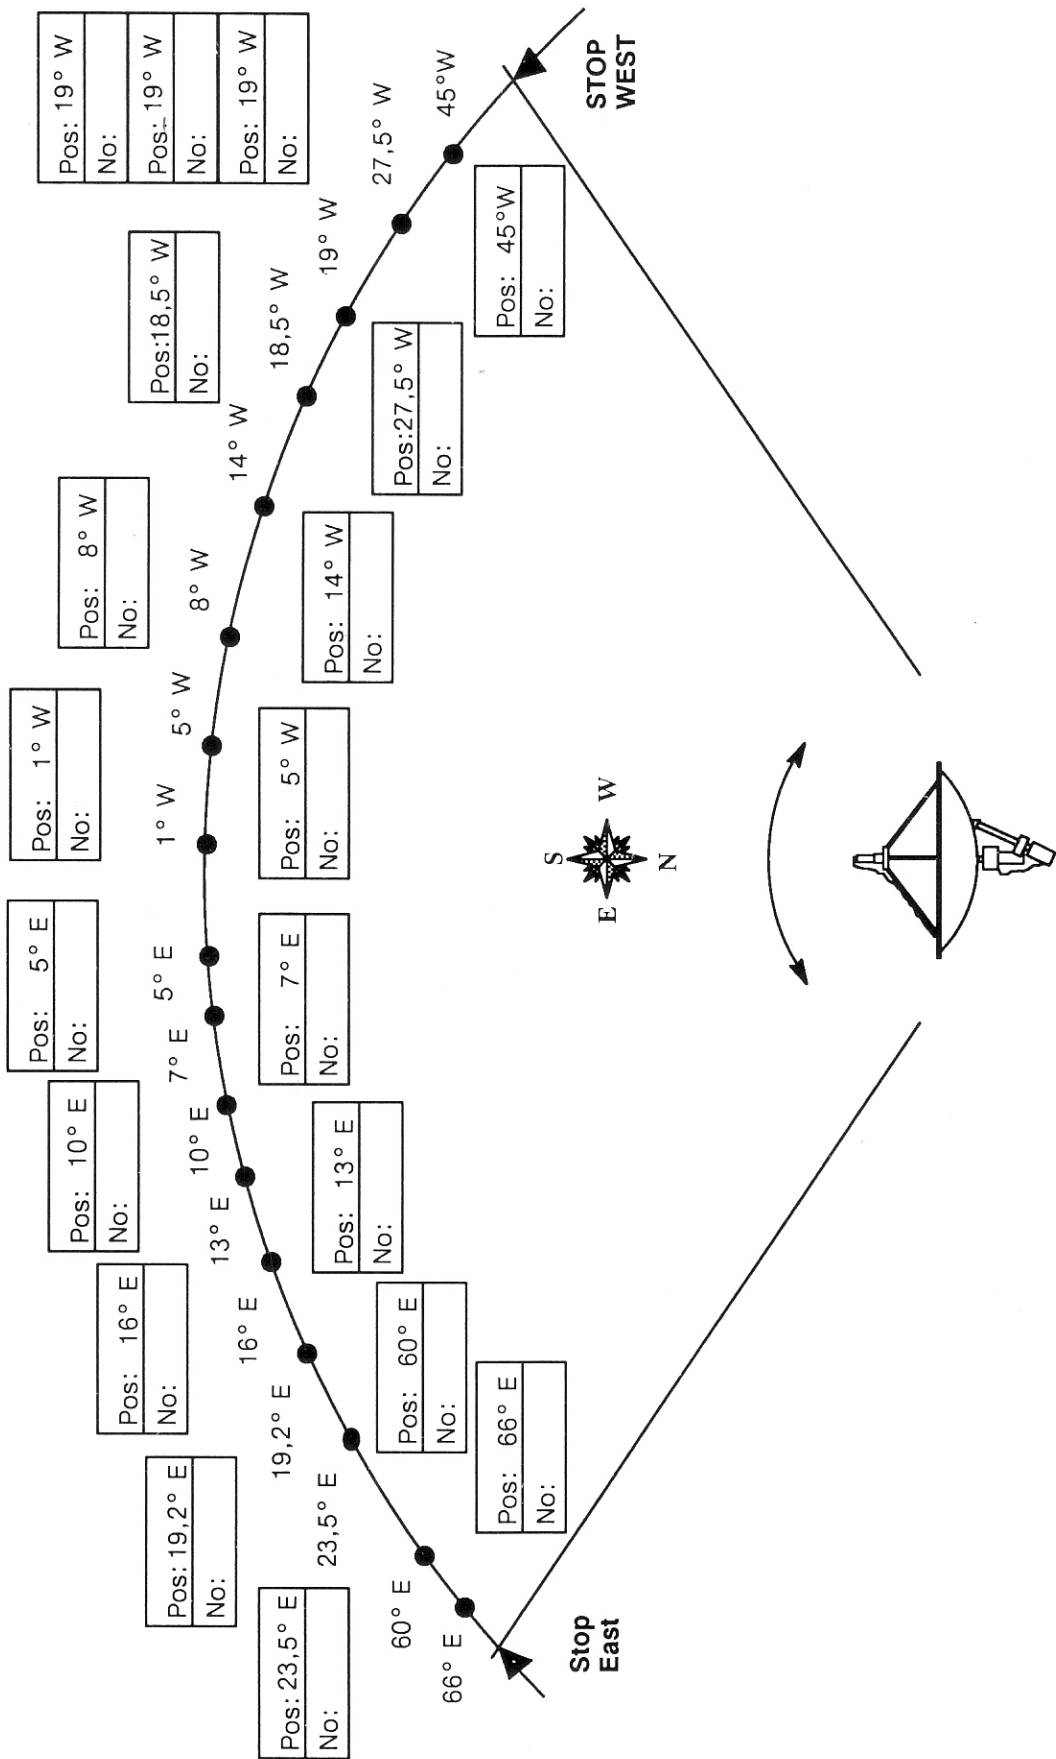 Pos: 23,5° E
No:
Pos: 19,2° E
No:
Pos: 16° E
No:
Pos: 10° E
No:
Pos: 5° E
No:
Pos: 1° W
No:
Pos: 8° W
No:
Pos:18,5° W
No:
Pos: 19° W
No:
Pos: 19° W
No:
Pos: 19° W
No:
66° E
60° E
23,5° E
19,2° E
16° E
13° E
10° E
7° E
5° E
1° W
5° W
8° W
14° W
18,5° W
19° W
27,5° W
45°W
Pos: 66° E
No:
Pos: 60° E
No:
Pos: 13° E
No:
Pos: 7° E
No:
Pos: 5° W
No:
Pos: 14° W
No:
Pos:27,5° W
No:
Pos: 45°W
No:
Stop
East
STOP
WEST
S
E
W
N